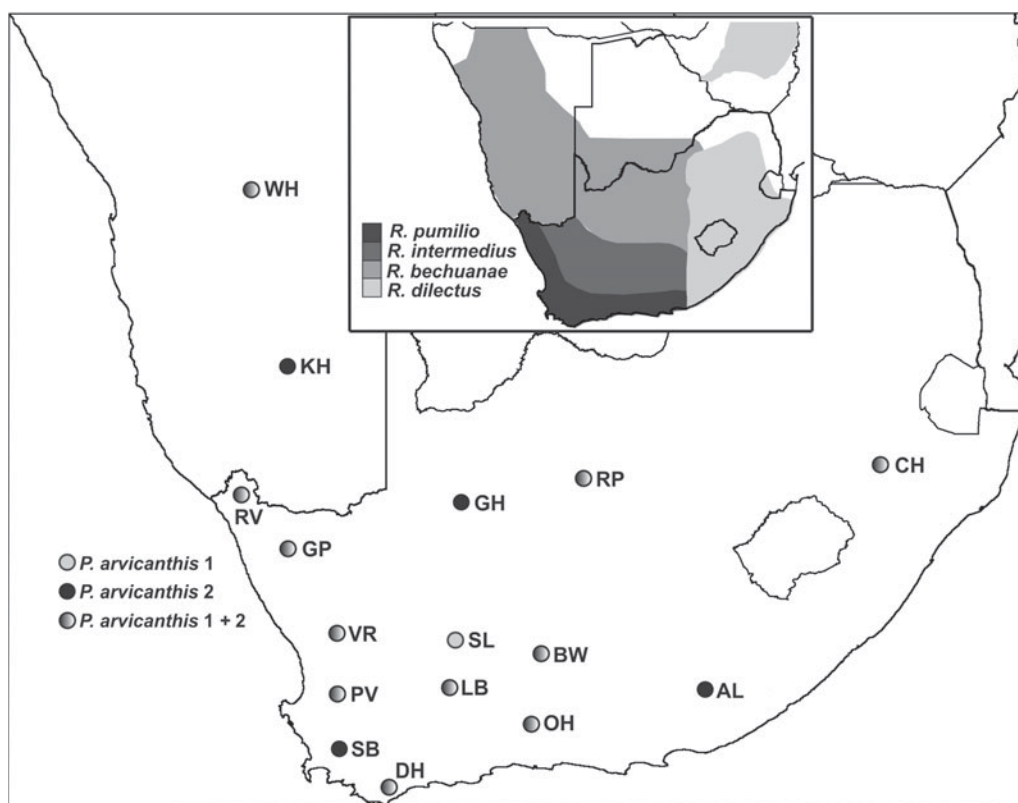 R. pumilio
R. intermedius
R. bechuanae
R. dilectus
WH
KH
CH
RP
GH
RV
GP
P. arvicanthis 1
P. arvicanthis 2
P. arvicanthis 1 + 2
VR
SL
BW
PV
LB
AL
OH
SB
DH